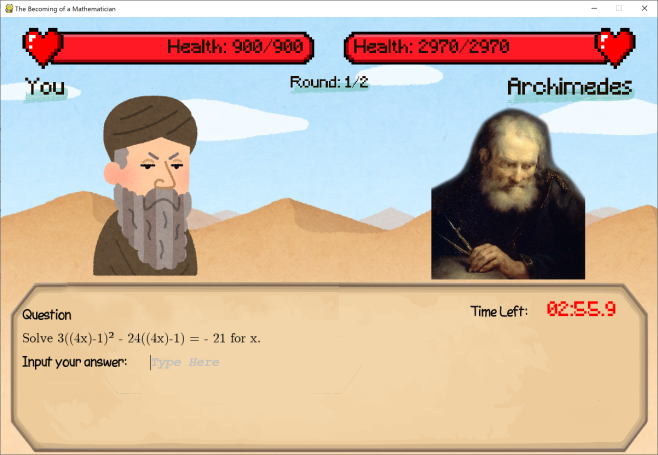 The Becoming of a Mathematician
Health: 900/900
Health: 2970/2970
You
Round: 1/2
Archimedes
Question
Time Left: 02:55.9
Solve 3((4x)-1)² - 24((4x)-1) = - 21 for x.
Input your answer: Type Here